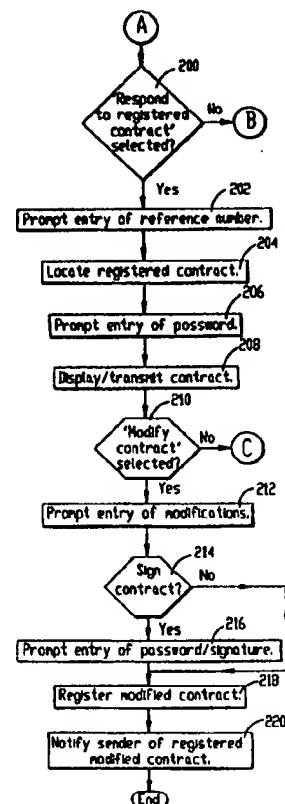 A
200
'Respond
to registered
contract'
selected?
No
B
Yes
202
Prompt entry of reference number.
204
Locate registered contract.
206
Prompt entry of password.
208
Display/transmit contract.
210
'Modify
contract'
selected?
No
C
Yes
212
Prompt entry of modifications.
214
Sign
contract?
No
Yes
216
Prompt entry of password/signature.
218
Register modified contract.
220
Notify sender of registered
modified contract.
End